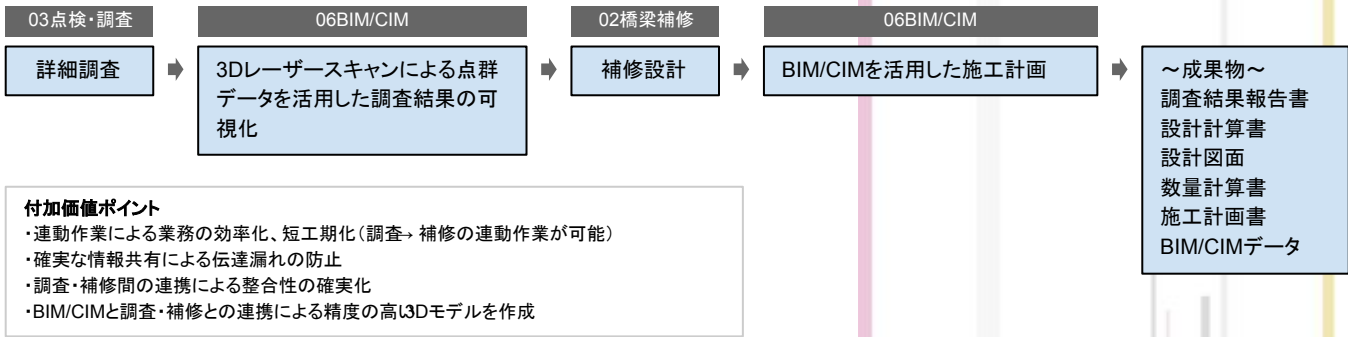 03点検・調査
06BIM/CIM
02橋梁補修
06BIM/CIM
詳細調査
3Dレーザースキャンによる点群
データを活用した調査結果の可
視化
補修設計
BIM/CIMを活用した施工計画
～成果物～
調査結果報告書
設計計算書
設計図面
数量計算書
施工計画書
BIM/CIMデータ
付加価値ポイント
・連動作業による業務の効率化、短工期化（調査→補修の連動作業が可能）
・確実な情報共有による伝達漏れの防止
・調査・補修間の連携による整合性の確実化
・BIM/CIMと調査・補修との連携による精度の高い3Dモデルを作成